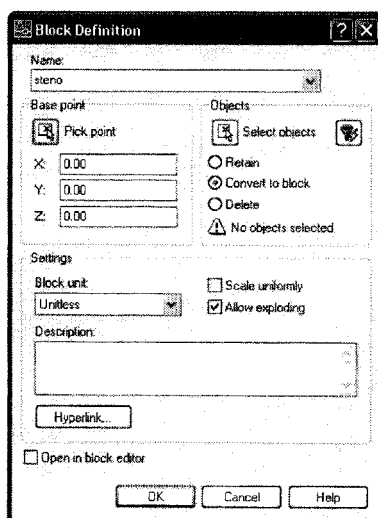 Block Definition
Name:
steno
Base point
Pick point
X: 0.00
Y: 0.00
Z: 0.00
Objects
Select objects
Retain
Convert to block
Delete
No objects selected
Settings
Block unit:
Unitless
Scale uniformly
Allow exploding
Description:
Hyperlink...
Open in block editor
OK Cancel Help